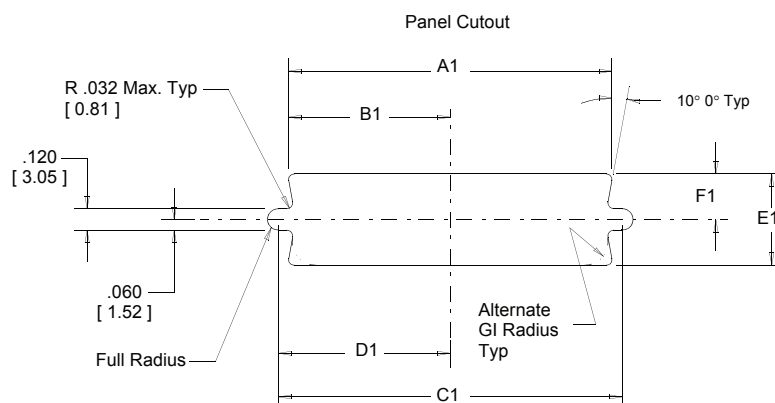 Panel Cutout
A1
R .032 Max. Typ
[ 0.81 ]
10° 0° Typ
B1
.120
[ 3.05 ]
F1
E1
.060
[ 1.52 ]
Alternate
GI Radius
Typ
Full Radius
D1
C1